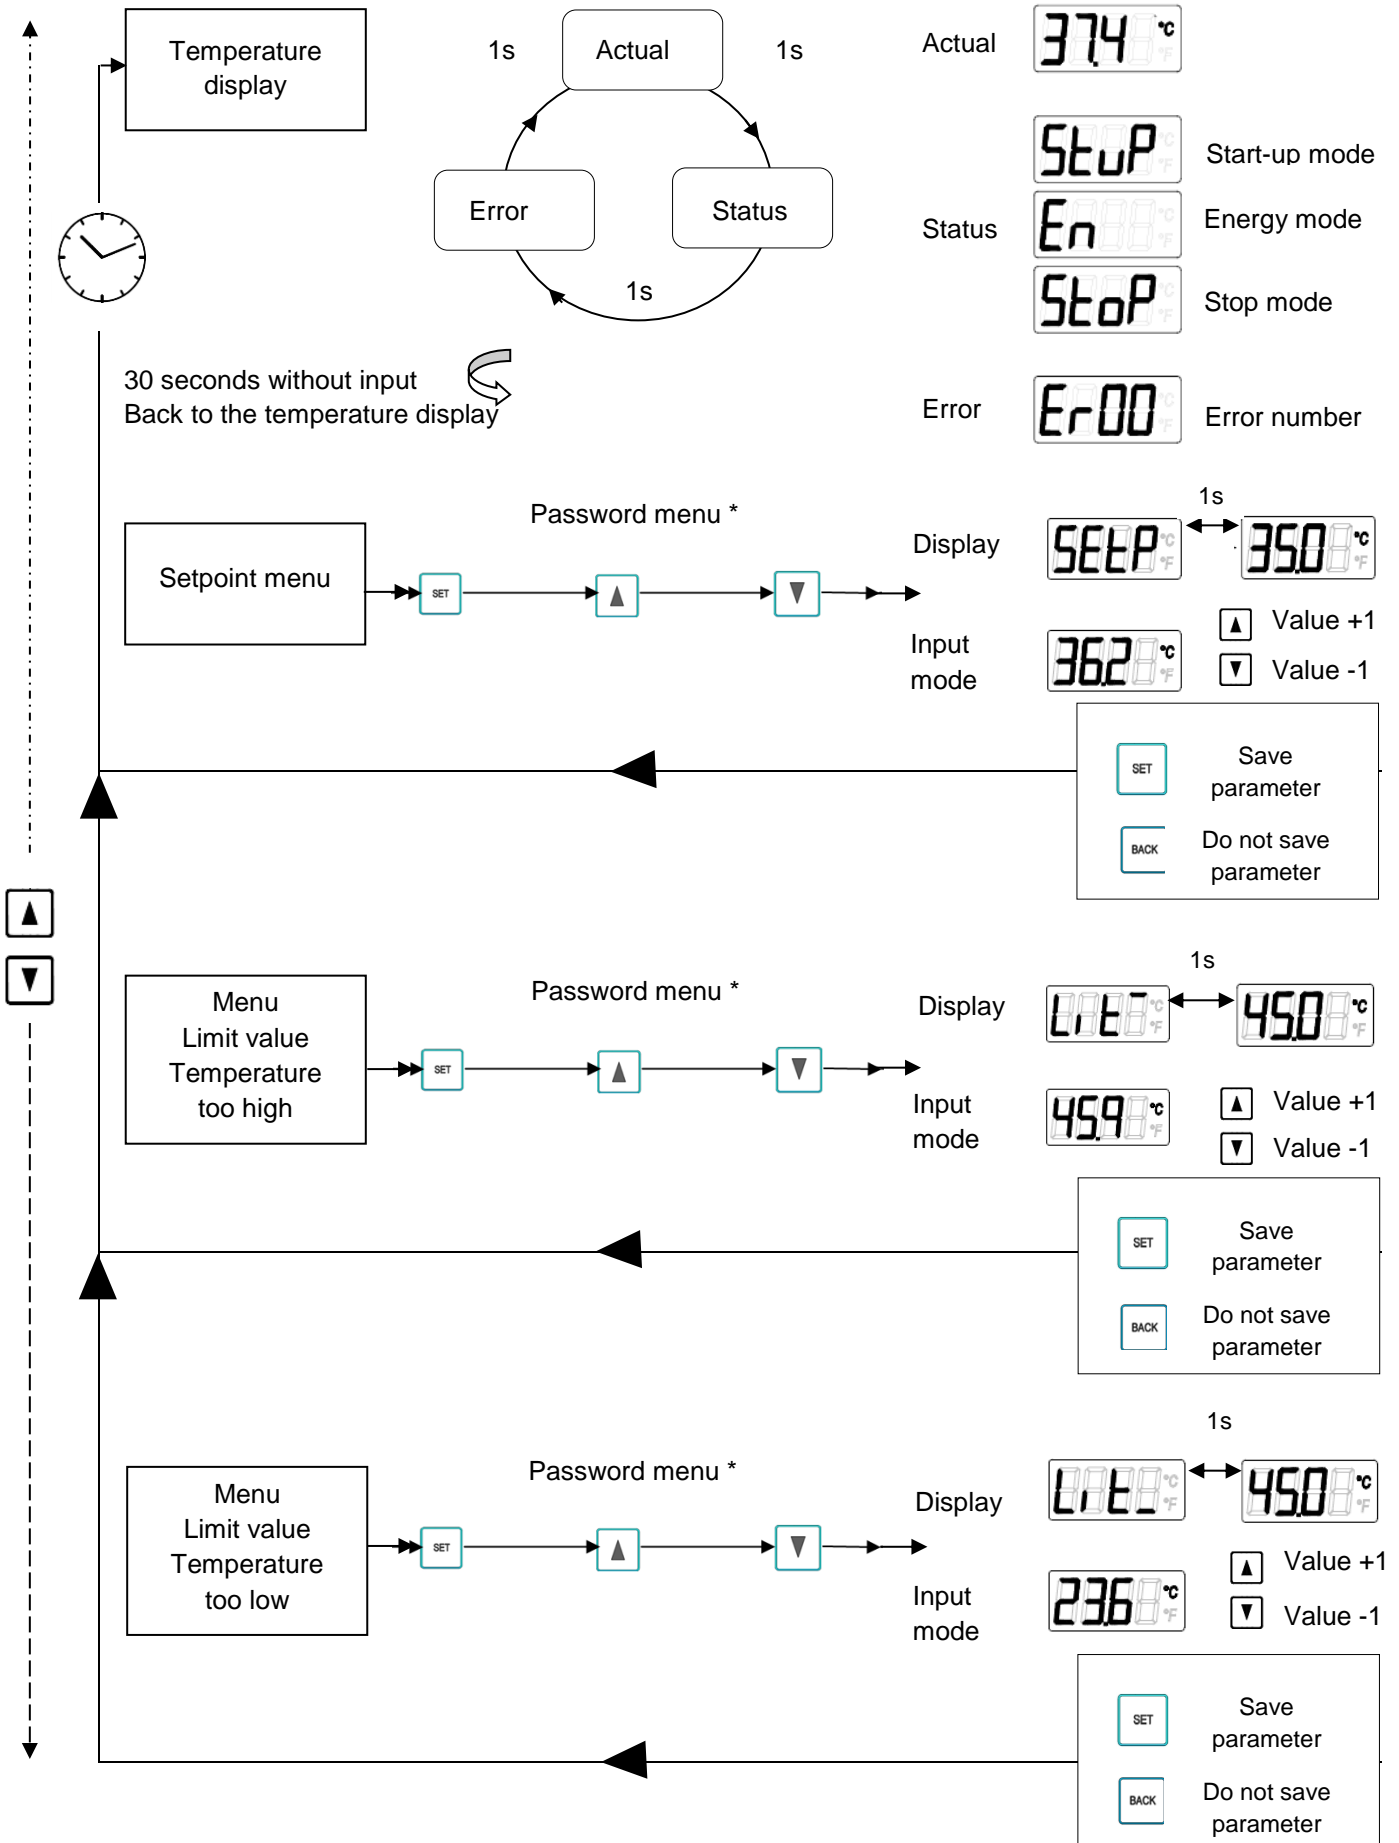 Temperature
display
1s
Actual
1s
Error
Status
1s
Actual
37.4 °C
°F
StuP °C
°F
Start-up mode
Status
En °C
°F
Energy mode
StoP °C
°F
Stop mode
30 seconds without input
Back to the temperature display
Error
Er00 °C
°F
Error number
Setpoint menu
Password menu *
SET
Display
SEtP °C
°F
1s
35.0 °C
°F
Input
mode
36.2 °C
°F
Value +1
Value -1
SET
Save
parameter
BACK
Do not save
parameter
Menu
Limit value
Temperature
too high
Password menu *
SET
Display
Lit¯ °C
°F
1s
45.0 °C
°F
Input
mode
45.9 °C
°F
Value +1
Value -1
SET
Save
parameter
BACK
Do not save
parameter
Menu
Limit value
Temperature
too low
Password menu *
SET
Display
Lit_ °C
°F
1s
45.0 °C
°F
Input
mode
23.6 °C
°F
Value +1
Value -1
SET
Save
parameter
BACK
Do not save
parameter